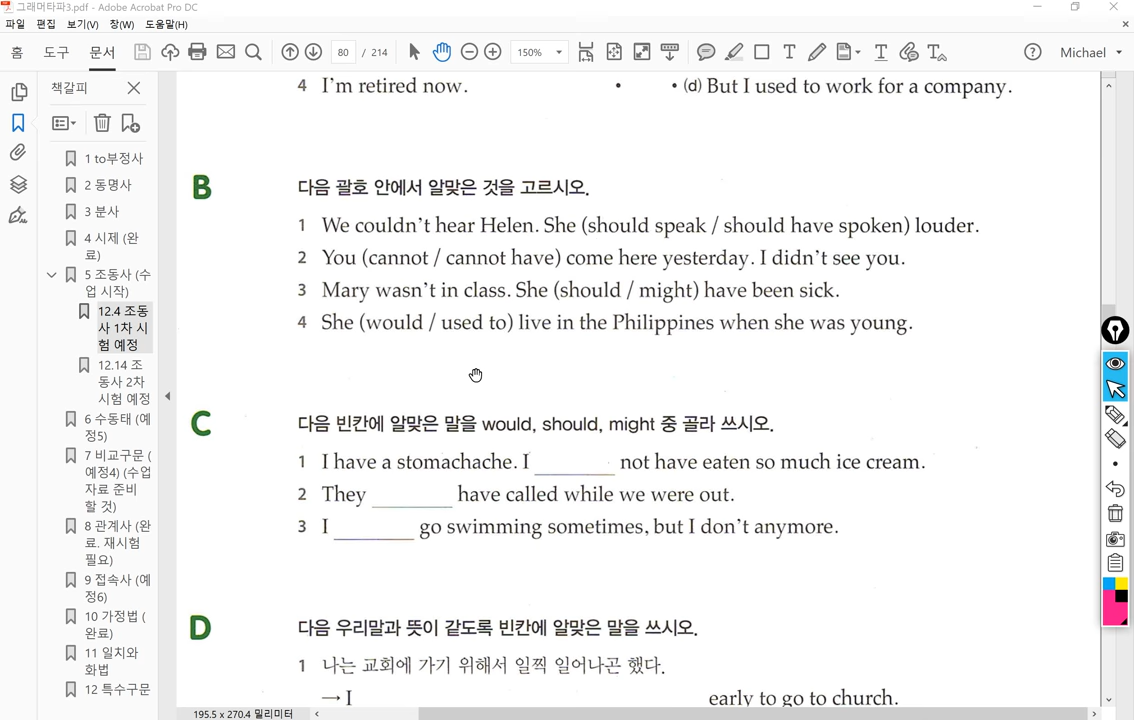 그래머타파3.pdf - Adobe Acrobat Pro DC
파일 편집 보기(V) 창(W) 도움말(H)
홈 도구 문서 80 / 214 150% Michael
책갈피
1 to부정사
2 동명사
3 분사
4 시제 (완
료)
5 조동사 (수
업 시작)
12.4 조동
사 1차 시
험 예정
12.14 조
동사 2차
시험 예정
6 수동태 (예
정5)
7 비교구문 (
예정4) (수업
자료 준비
할 것)
8 관계사 (완
료. 재시험
필요)
9 접속사 (예
정6)
10 가정법 (
완료)
11 일치와
화법
12 특수구문
4 I'm retired now. • • (d) But I used to work for a company.
B 다음 괄호 안에서 알맞은 것을 고르시오.
1 We couldn't hear Helen. She (should speak / should have spoken) louder.
2 You (cannot / cannot have) come here yesterday. I didn't see you.
3 Mary wasn't in class. She (should / might) have been sick.
4 She (would / used to) live in the Philippines when she was young.
C 다음 빈칸에 알맞은 말을 would, should, might 중 골라 쓰시오.
1 I have a stomachache. I ________ not have eaten so much ice cream.
2 They ________ have called while we were out.
3 I ________ go swimming sometimes, but I don't anymore.
D 다음 우리말과 뜻이 같도록 빈칸에 알맞은 말을 쓰시오.
1 나는 교회에 가기 위해서 일찍 일어나곤 했다.
→ I early to go to church.
195.5 x 270.4 밀리미터